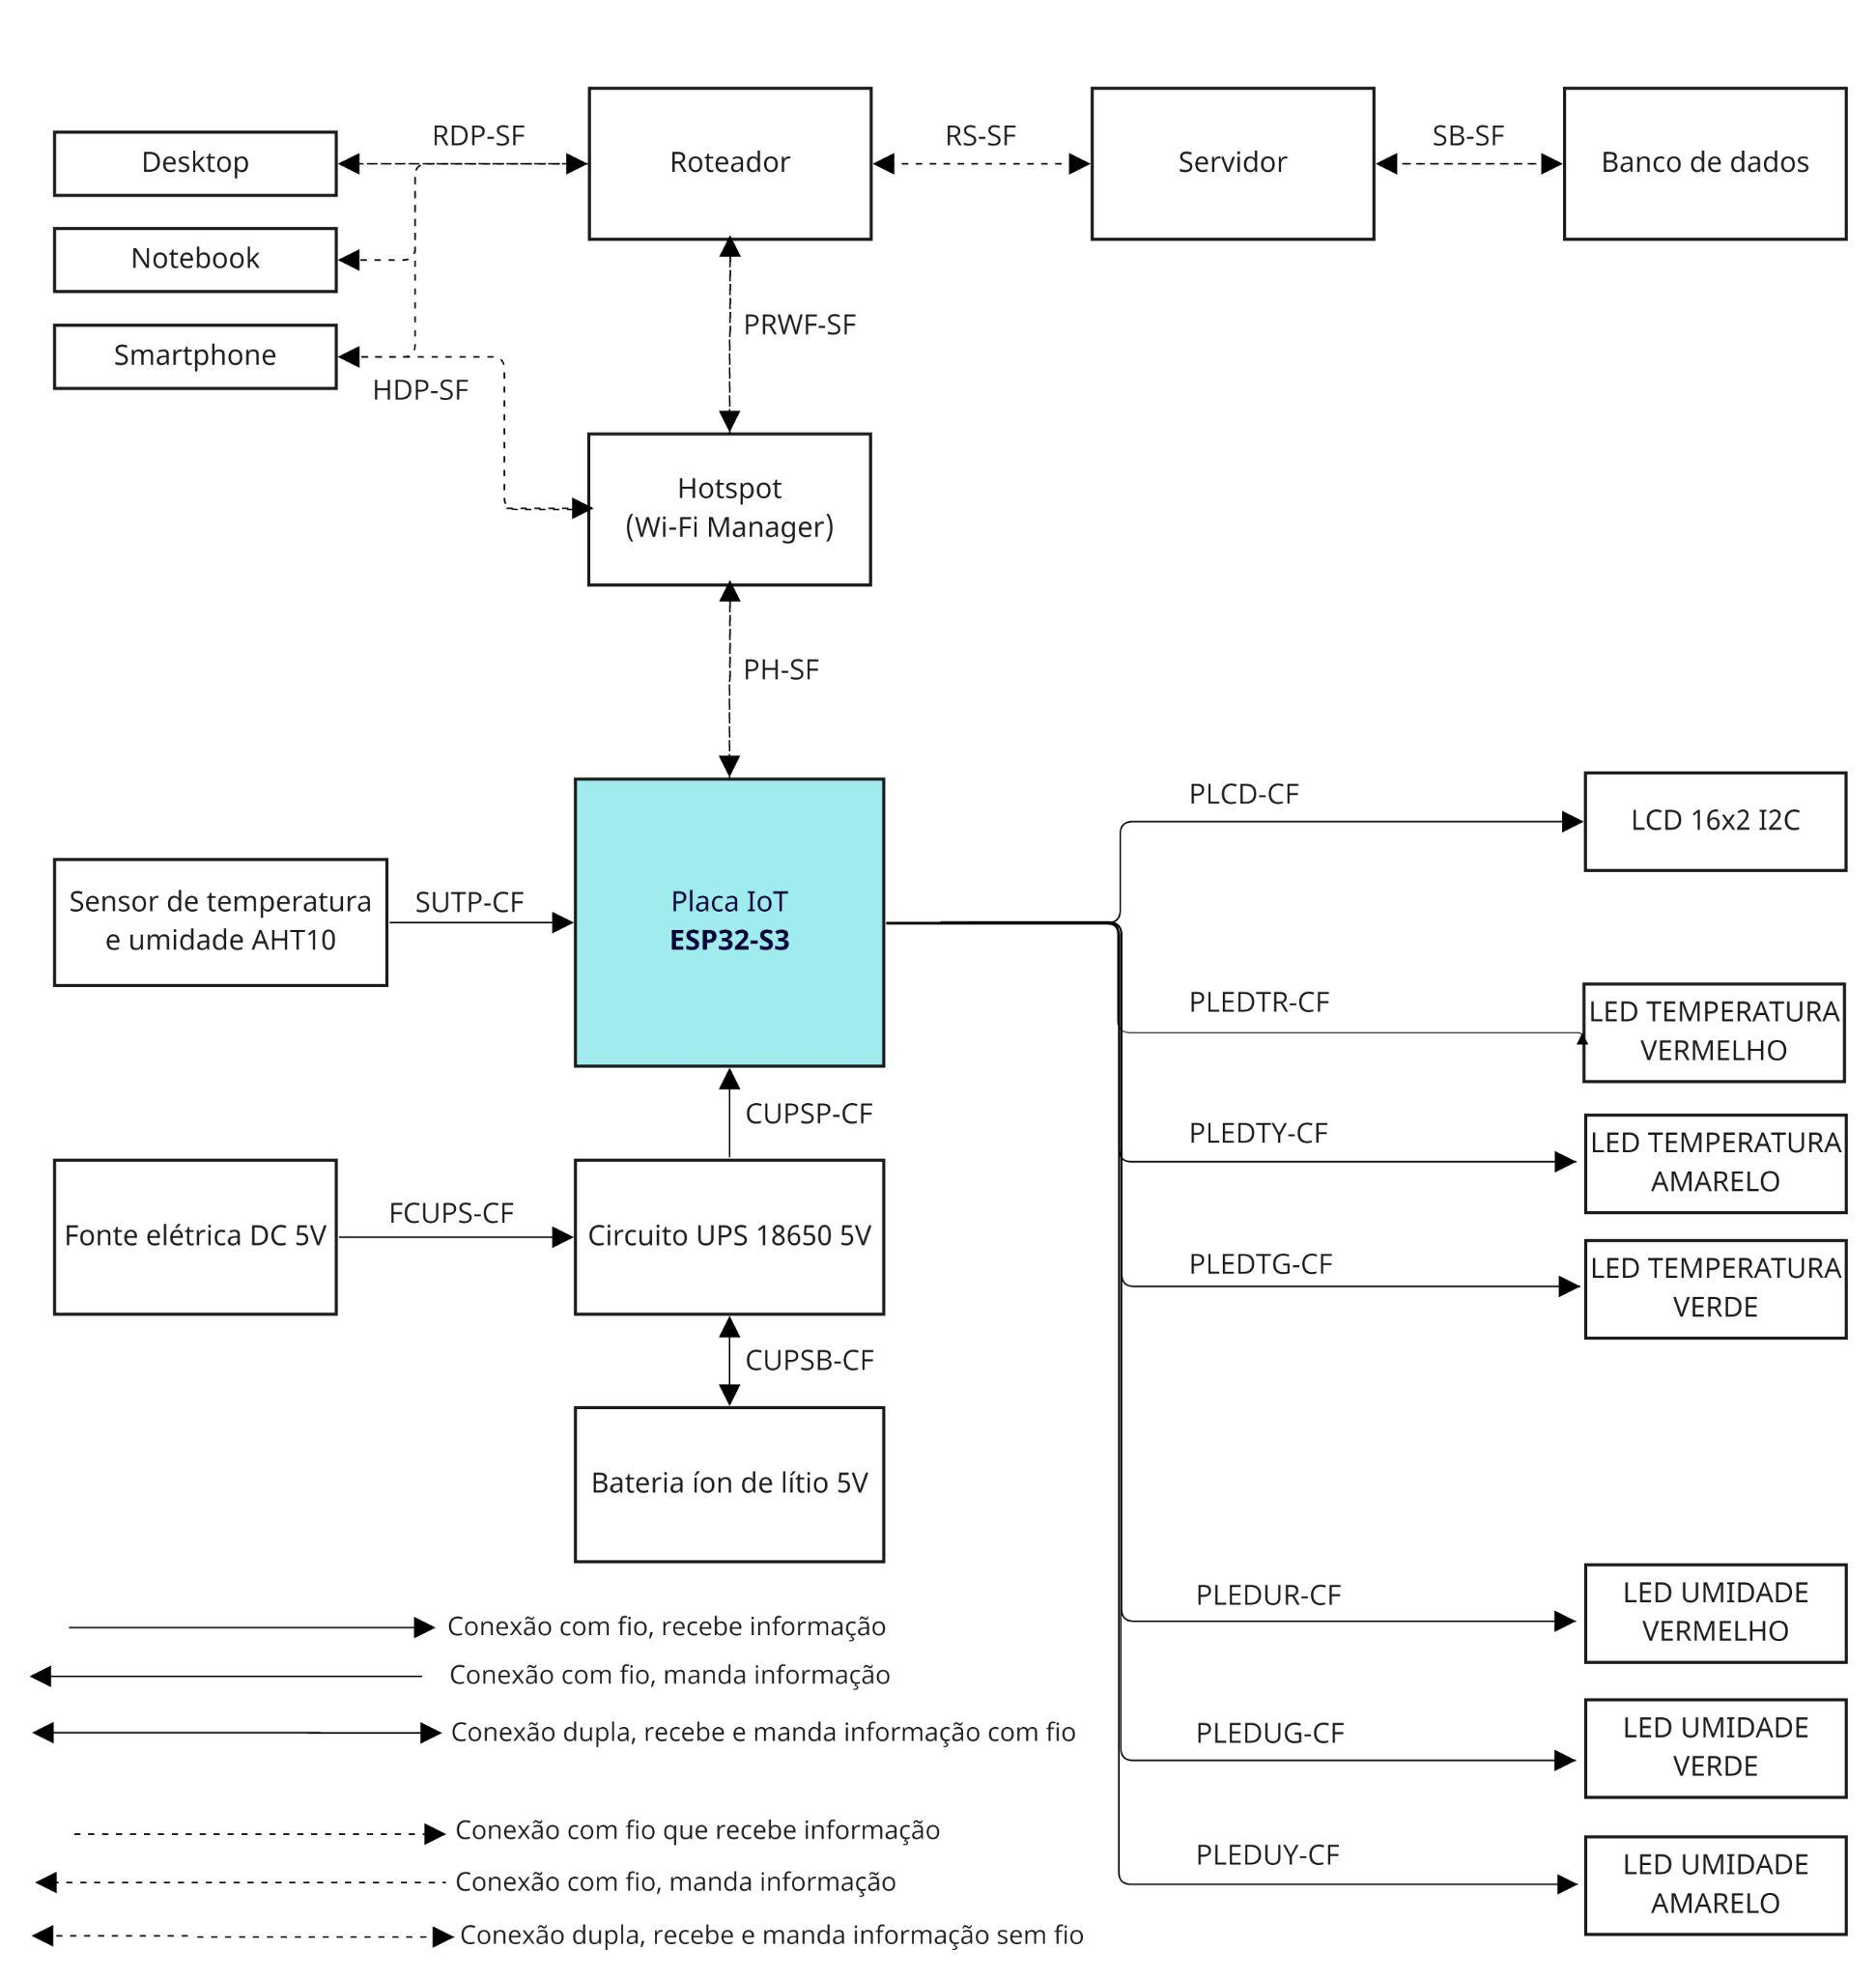 RDP-SF
Roteador
RS-SF
Servidor
SB-SF
Banco de dados
Desktop
Notebook
Smartphone
HDP-SF
PRWF-SF
Hotspot
(Wi-Fi Manager)
PH-SF
Sensor de temperatura
e umidade AHT10
SUTP-CF
Placa IoT
ESP32-S3
PLCD-CF
LCD 16x2 I2C
PLEDTR-CF
LED TEMPERATURA
VERMELHO
CUPSP-CF
PLEDTY-CF
LED TEMPERATURA
AMARELO
Fonte elétrica DC 5V
FCUPS-CF
Circuito UPS 18650 5V
PLEDTG-CF
LED TEMPERATURA
VERDE
CUPSB-CF
Bateria íon de lítio 5V
PLEDUR-CF
LED UMIDADE
VERMELHO
PLEDUG-CF
LED UMIDADE
VERDE
PLEDUY-CF
LED UMIDADE
AMARELO
Conexão com fio, recebe informação
Conexão com fio, manda informação
Conexão dupla, recebe e manda informação com fio
Conexão com fio que recebe informação
Conexão com fio, manda informação
Conexão dupla, recebe e manda informação sem fio